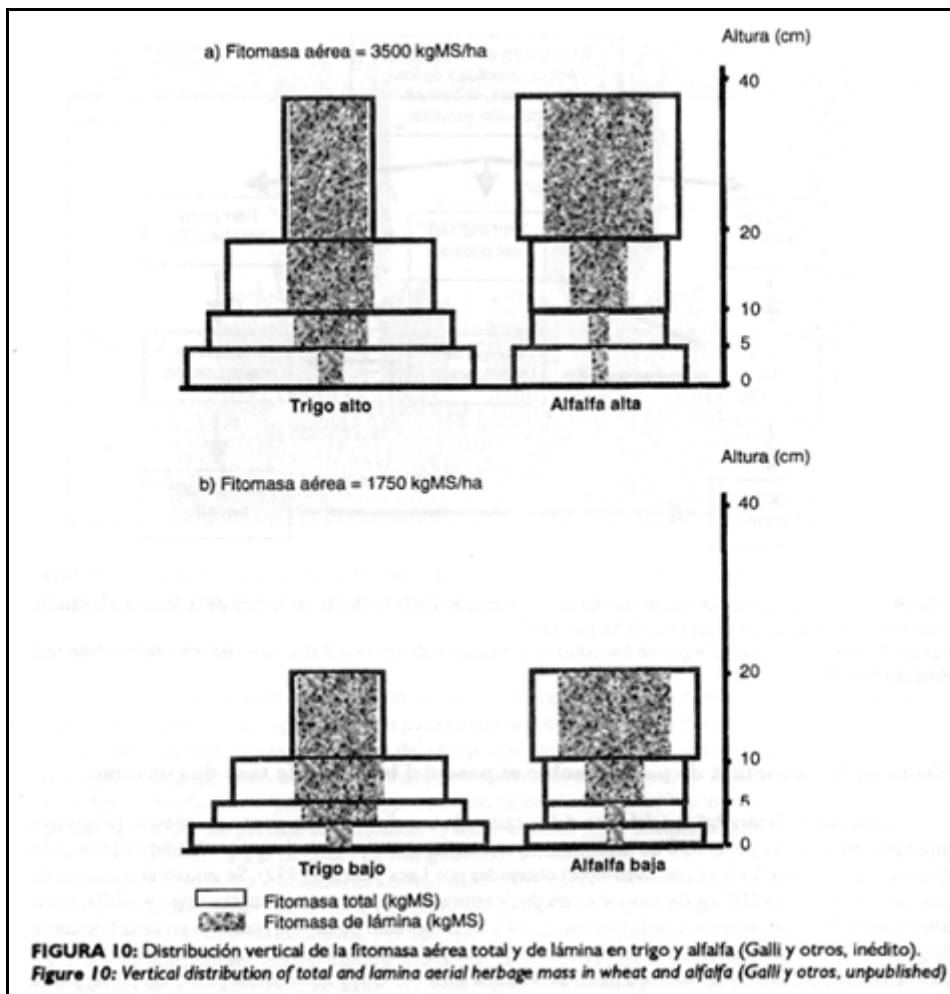 a) Fitomasa aérea = 3500 kgMS/ha
Altura (cm)
40
20
10
5
0
Trigo alto
Alfalfa alta
b) Fitomasa aérea = 1750 kgMS/ha
Altura (cm)
40
20
10
5
0
Trigo bajo
Alfalfa baja
Fitomasa total (kgMS)
Fitomasa de lámina (kgMS)
FIGURA 10: Distribución vertical de la fitomasa aérea total y de lámina en trigo y alfalfa (Galli y otros, inédito).
Figure 10: Vertical distribution of total and lamina aerial herbage mass in wheat and alfalfa (Galli y otros, unpublished)